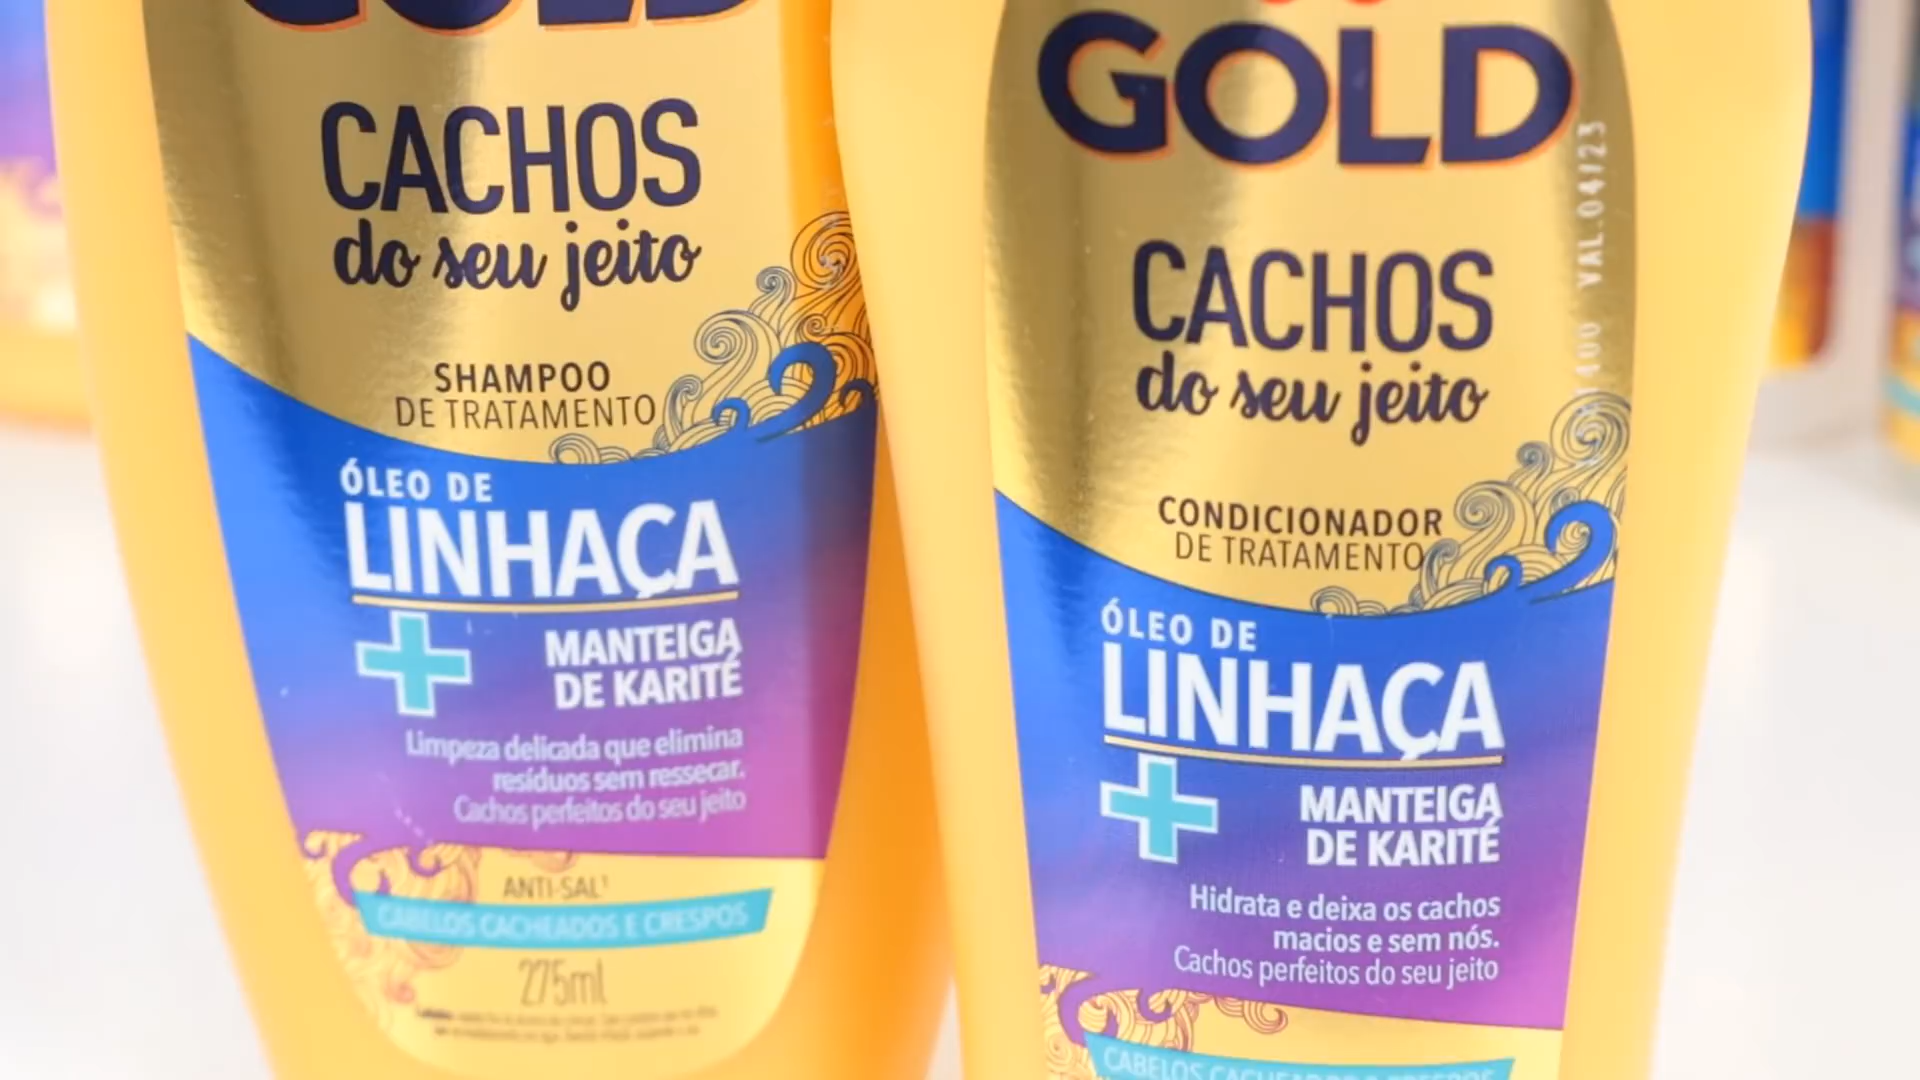 GOLD
CACHOS
do seu jeito
SHAMPOO
DE TRATAMENTO
ÓLEO DE
LINHAÇA
+ MANTEIGA
DE KARITÉ
Limpeza delicada que elimina
resíduos sem ressecar.
Cachos perfeitos do seu jeito
ANTI-SAL¹
CABELOS CACHEADOS E CRESPOS
275ml
GOLD
CACHOS
do seu jeito
CONDICIONADOR
DE TRATAMENTO
ÓLEO DE
LINHAÇA
+ MANTEIGA
DE KARITÉ
Hidrata e deixa os cachos
macios e sem nós.
Cachos perfeitos do seu jeito
CABELOS CACHEADOS E CRESPOS
VAL.04/23